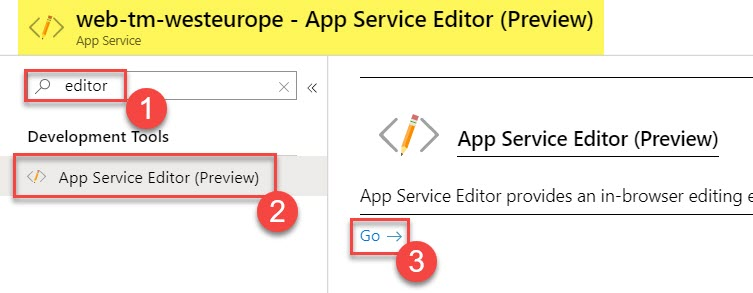 web-tm-westeurope - App Service Editor (Preview)
App Service
editor
1
Development Tools
App Service Editor (Preview)
2
App Service Editor (Preview)
App Service Editor provides an in-browser editing
Go →
3